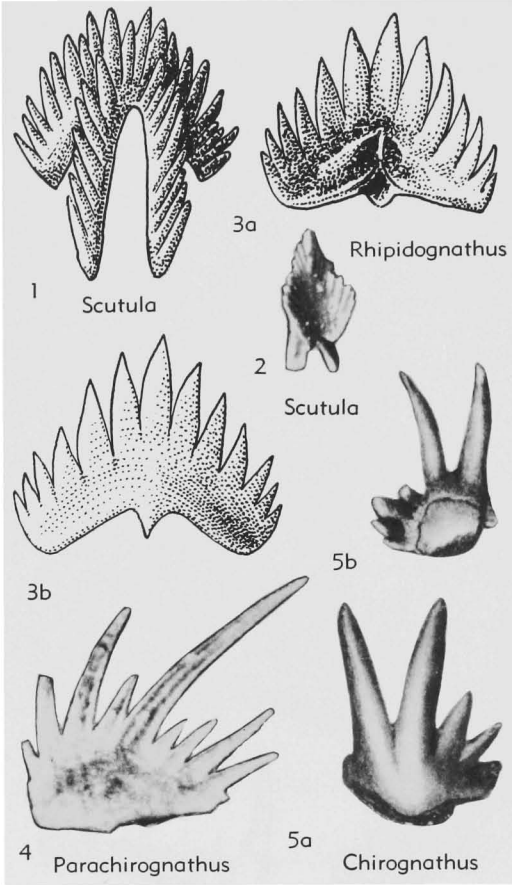 3a
Rhipidognathus
1
Scutula
2
Scutula
5b
3b
5a
4
Parachirognathus
Chirognathus